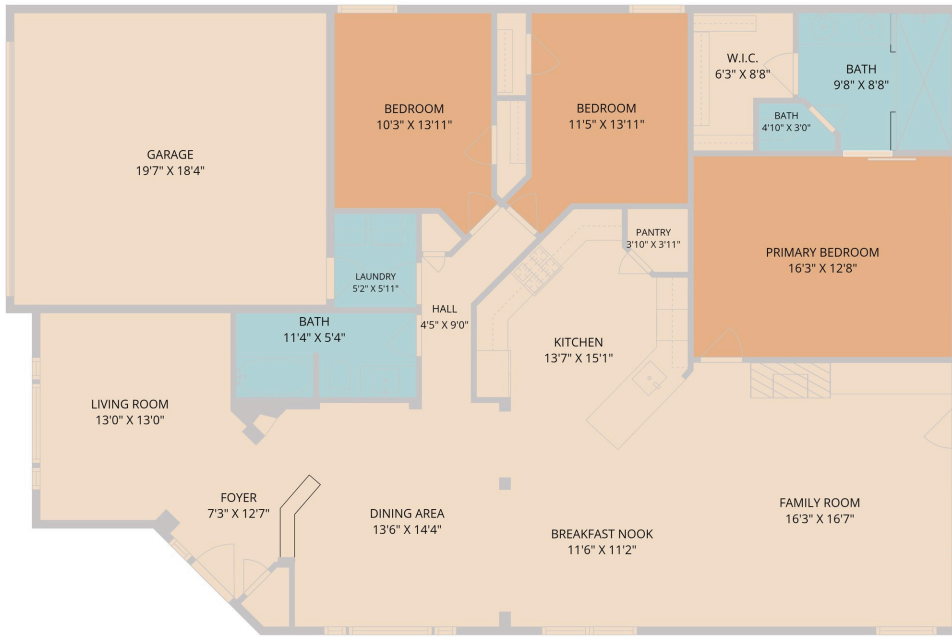 GARAGE
19'7" X 18'4"
BEDROOM
10'3" X 13'11"
BEDROOM
11'5" X 13'11"
W.I.C.
6'3" X 8'8"
BATH
9'8" X 8'8"
BATH
4'10" X 3'0"
PRIMARY BEDROOM
16'3" X 12'8"
PANTRY
3'10" X 3'11"
LAUNDRY
5'2" X 5'11"
HALL
4'5" X 9'0"
BATH
11'4" X 5'4"
KITCHEN
13'7" X 15'1"
LIVING ROOM
13'0" X 13'0"
FOYER
7'3" X 12'7"
DINING AREA
13'6" X 14'4"
BREAKFAST NOOK
11'6" X 11'2"
FAMILY ROOM
16'3" X 16'7"